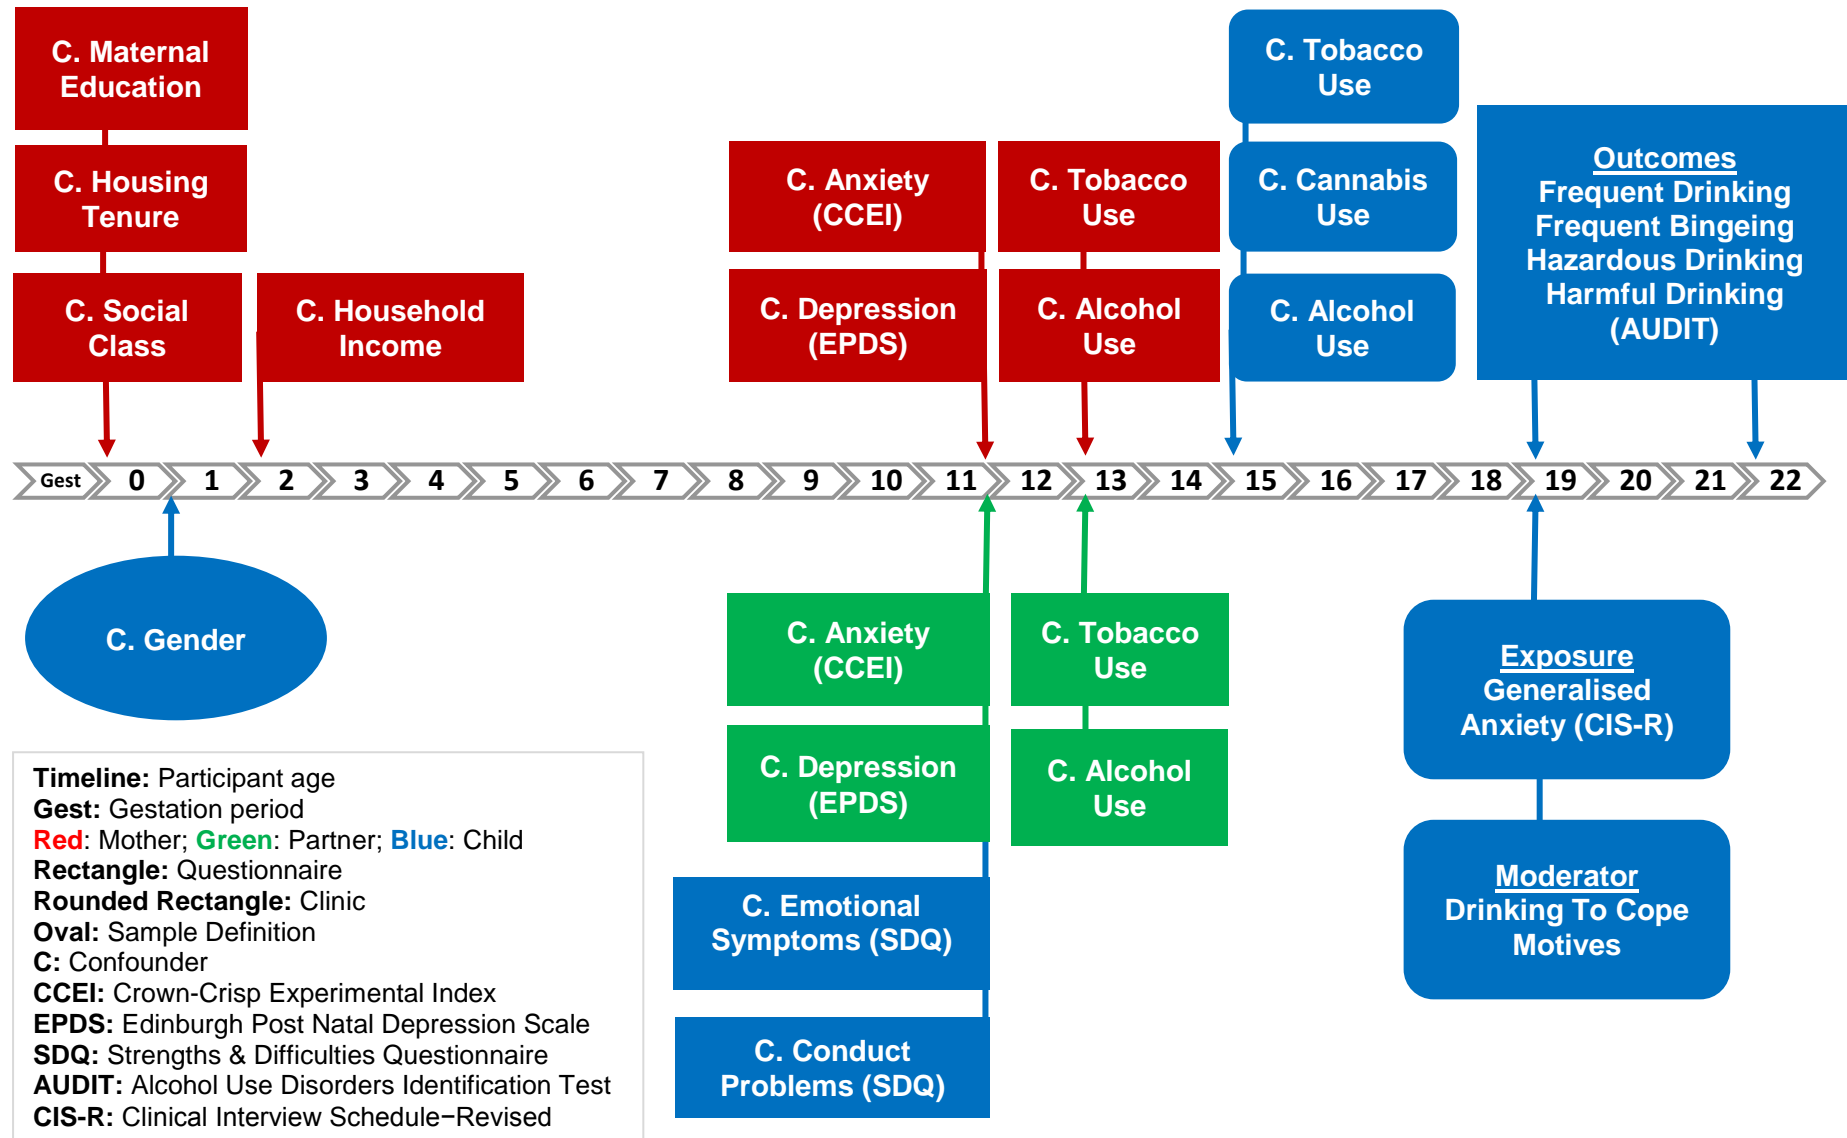 C. Maternal
Education
C. Housing
Tenure
C. Social
Class
C. Household
Income
C. Anxiety
(CCEI)
C. Depression
(EPDS)
C. Tobacco
Use
C. Alcohol
Use
C. Tobacco
Use
C. Cannabis
Use
C. Alcohol
Use
Outcomes
Frequent Drinking
Frequent Bingeing
Hazardous Drinking
Harmful Drinking
(AUDIT)
Gest 0 1 2 3 4 5 6 7 8 9 10 11 12 13 14 15 16 17 18 19 20 21 22
C. Gender
C. Anxiety
(CCEI)
C. Depression
(EPDS)
C. Tobacco
Use
C. Alcohol
Use
C. Emotional
Symptoms (SDQ)
C. Conduct
Problems (SDQ)
Exposure
Generalised
Anxiety (CIS-R)
Moderator
Drinking To Cope
Motives
Timeline: Participant age
Gest: Gestation period
Red: Mother; Green: Partner; Blue: Child
Rectangle: Questionnaire
Rounded Rectangle: Clinic
Oval: Sample Definition
C: Confounder
CCEI: Crown-Crisp Experimental Index
EPDS: Edinburgh Post Natal Depression Scale
SDQ: Strengths & Difficulties Questionnaire
AUDIT: Alcohol Use Disorders Identification Test
CIS-R: Clinical Interview Schedule−Revised